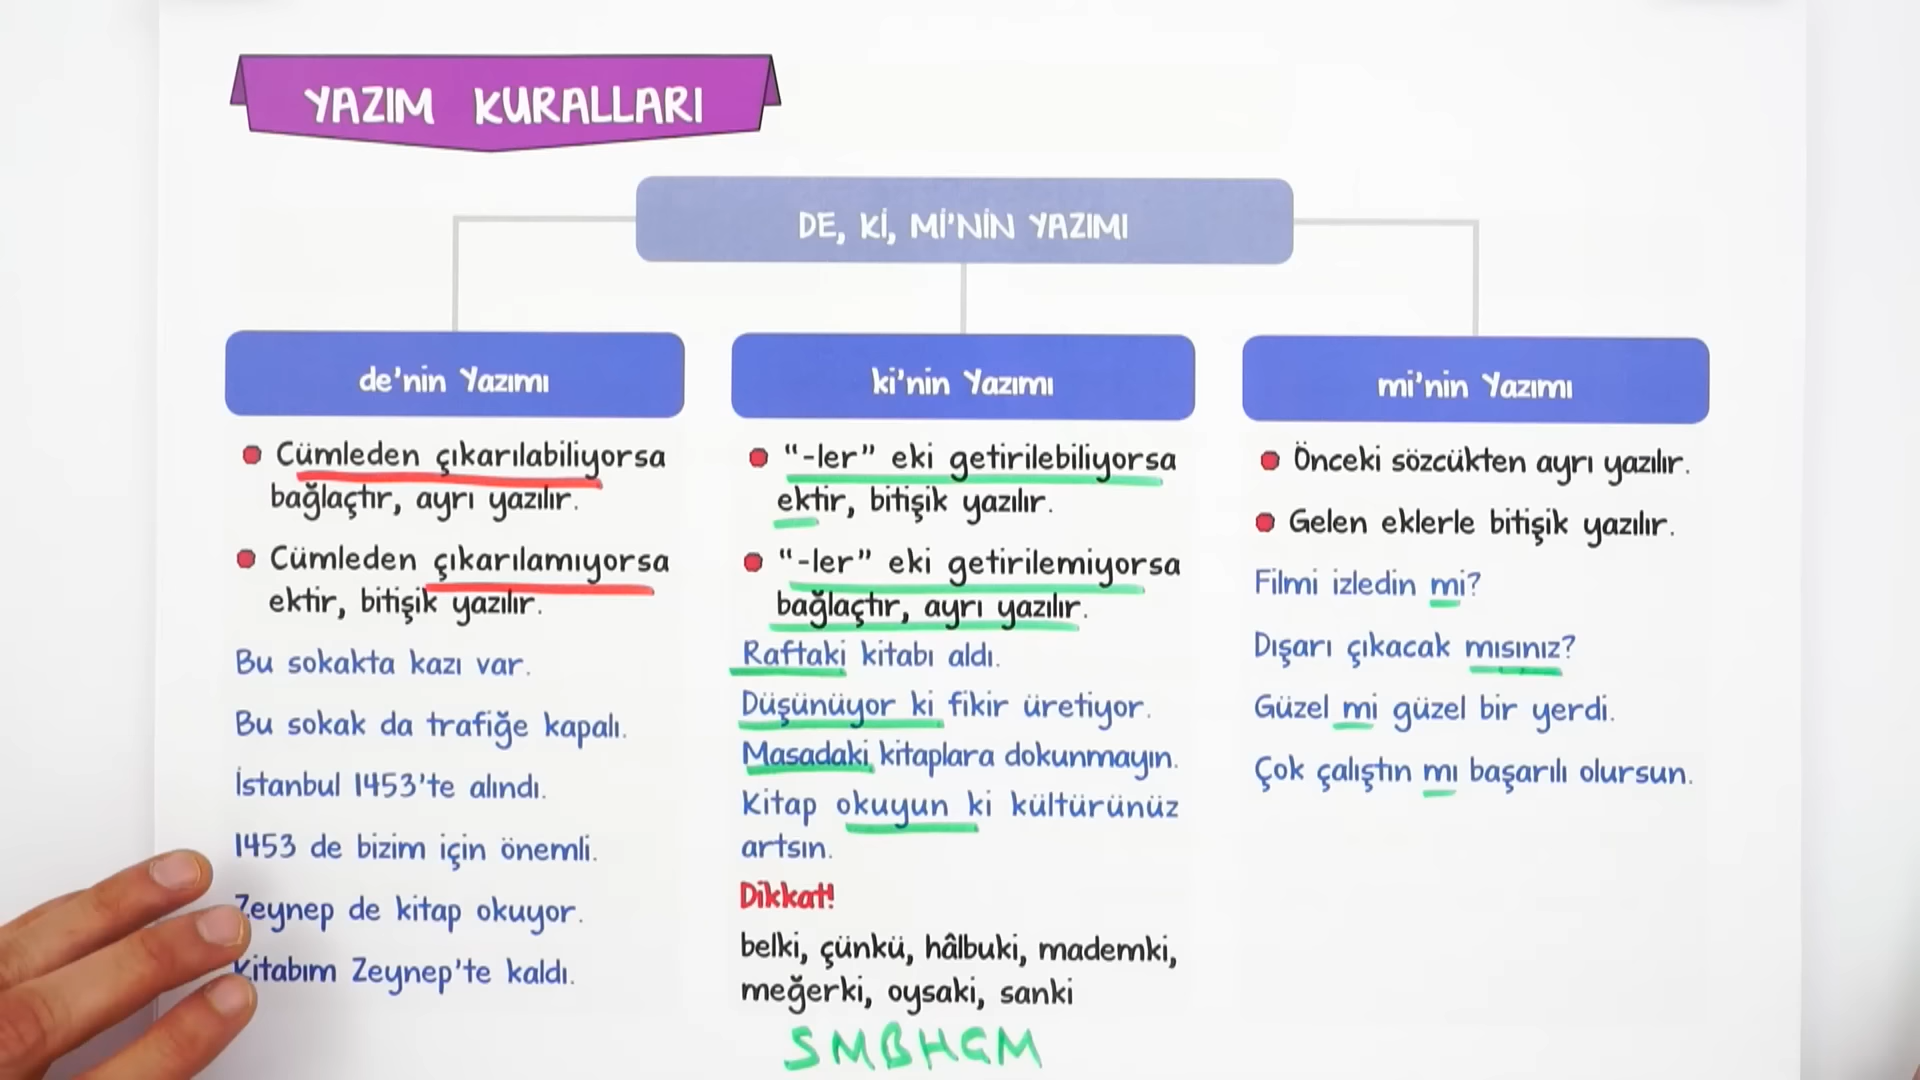 YAZIM KURALLARI
DE, Kİ, Mİ'NİN YAZIMI
de'nin Yazımı
Cümleden çıkarılabiliyorsa
bağlaçtır, ayrı yazılır.
Cümleden çıkarılamıyorsa
ektir, bitişik yazılır.
Bu sokakta kazı var.
Bu sokak da trafiğe kapalı.
İstanbul 1453'te alındı.
1453 de bizim için önemli.
Zeynep de kitap okuyor.
Kitabım Zeynep'te kaldı.
ki'nin Yazımı
"-ler" eki getirilebiliyorsa
ektir, bitişik yazılır.
"-ler" eki getirilemiyorsa
bağlaçtır, ayrı yazılır.
Raftaki kitabı aldı.
Düşünüyor ki fikir üretiyor.
Masadaki kitaplara dokunmayın.
Kitap okuyun ki kültürünüz
artsın.
Dikkat!
belki, çünkü, hâlbuki, mademki,
meğerki, oysaki, sanki
mi'nin Yazımı
Önceki sözcükten ayrı yazılır.
Gelen eklerle bitişik yazılır.
Filmi izledin mi?
Dışarı çıkacak mısınız?
Güzel mi güzel bir yerdi.
Çok çalıştın mı başarılı olursun.